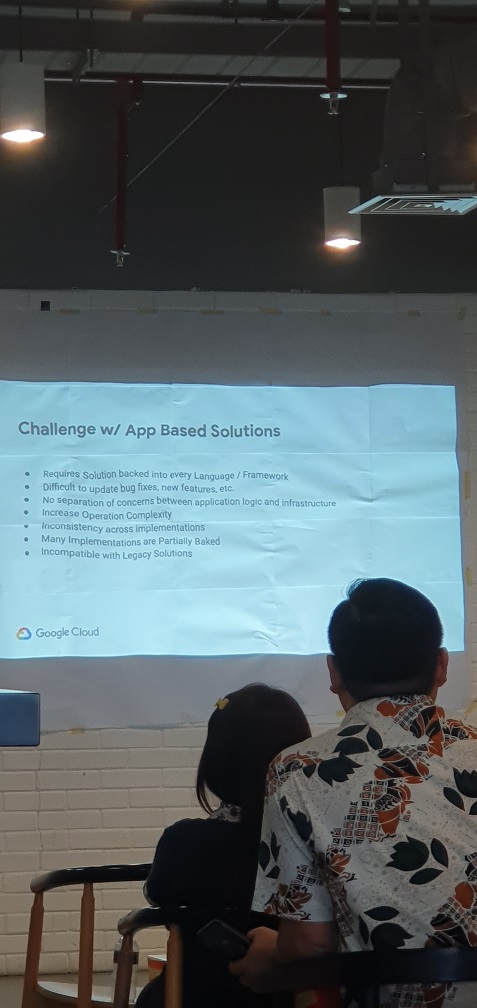 Challenge w/ App Based Solutions
Requires Solution backed into every Language / Framework
Difficult to update bug fixes, new features, etc.
No separation of concerns between application logic and infrastructure
Increase Operation Complexity
Inconsistency across implementations
Many Implementations are Partially Baked
Incompatible with Legacy Solutions
Google Cloud